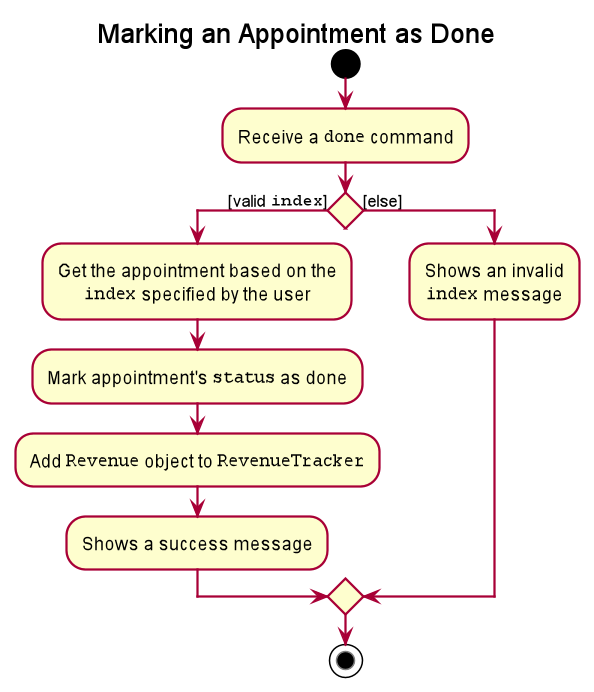 Marking an Appointment as Done
Receive a done command
[valid index]
[else]
Get the appointment based on the
index specified by the user
Shows an invalid
index message
Mark appointment's status as done
Add Revenue object to RevenueTracker
Shows a success message